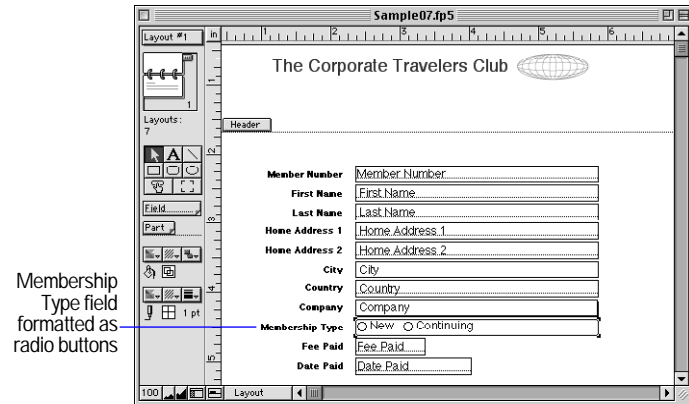 Sample07.fp5
Layout #1
in
1
2
3
4
5
6
The Corporate Travelers Club
1
Layouts:
7
Header
1
2
3
4
5
Field
Part
1 pt
Member Number Member Number
First Name First Name
Last Name Last Name
Home Address 1 Home Address 1
Home Address 2 Home Address 2
City City
Country Country
Company Company
Membership Type New Continuing
Fee Paid Fee Paid
Date Paid Date Paid
100 Layout
Membership
Type field
formatted as
radio buttons